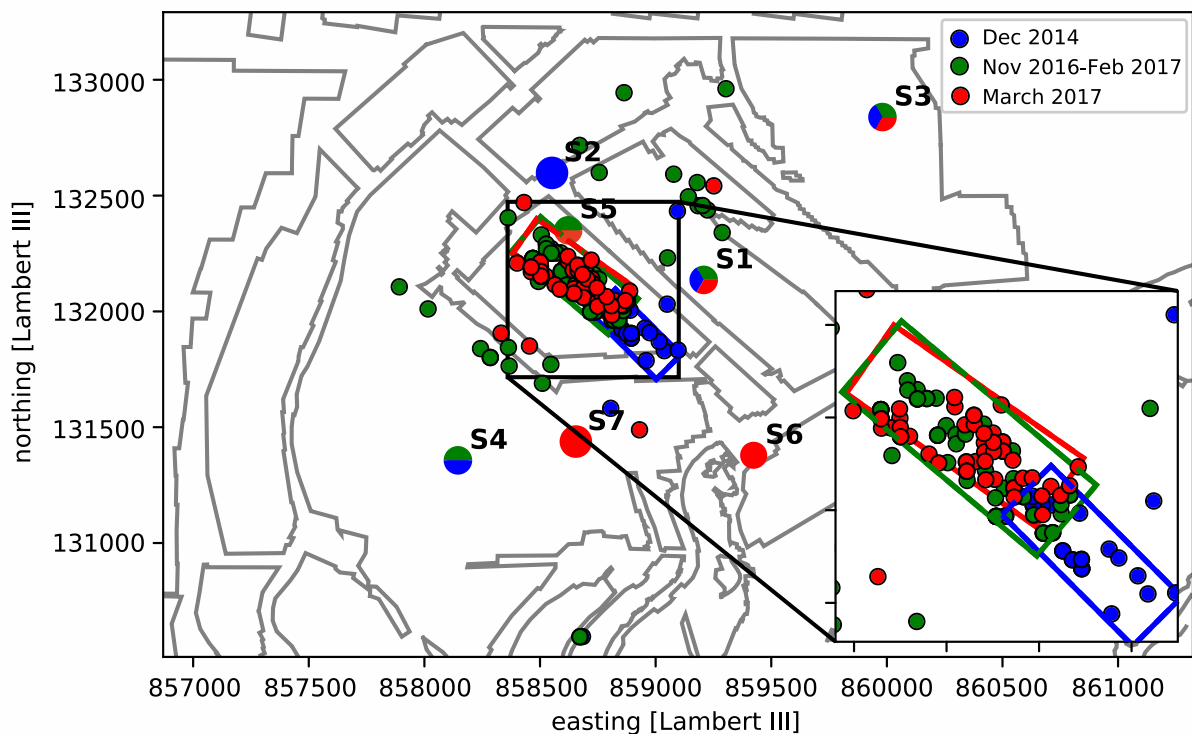 Dec 2014
Nov 2016-Feb 2017
March 2017
S3
S2
S5
S1
S7
S6
S4
133000
132500
132000
131500
131000
northing [Lambert III]
857000 857500 858000 858500 859000 859500 860000 860500 861000
easting [Lambert III]